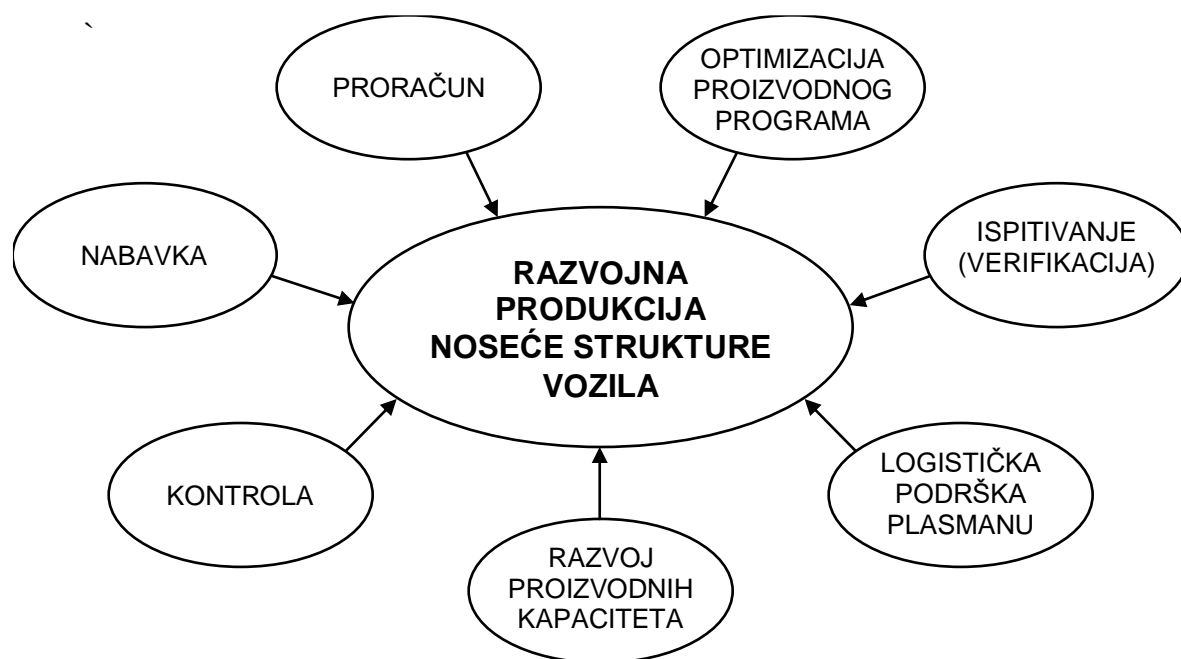 `
PRORAČUN
OPTIMIZACIJA
PROIZVODNOG
PROGRAMA
NABAVKA
ISPITIVANJE
(VERIFIKACIJA)
RAZVOJNA
PRODUKCIJA
NOSEĆE STRUKTURE
VOZILA
KONTROLA
LOGISTIČKA
PODRŠKA
PLASMANU
RAZVOJ
PROIZVODNIH
KAPACITETA